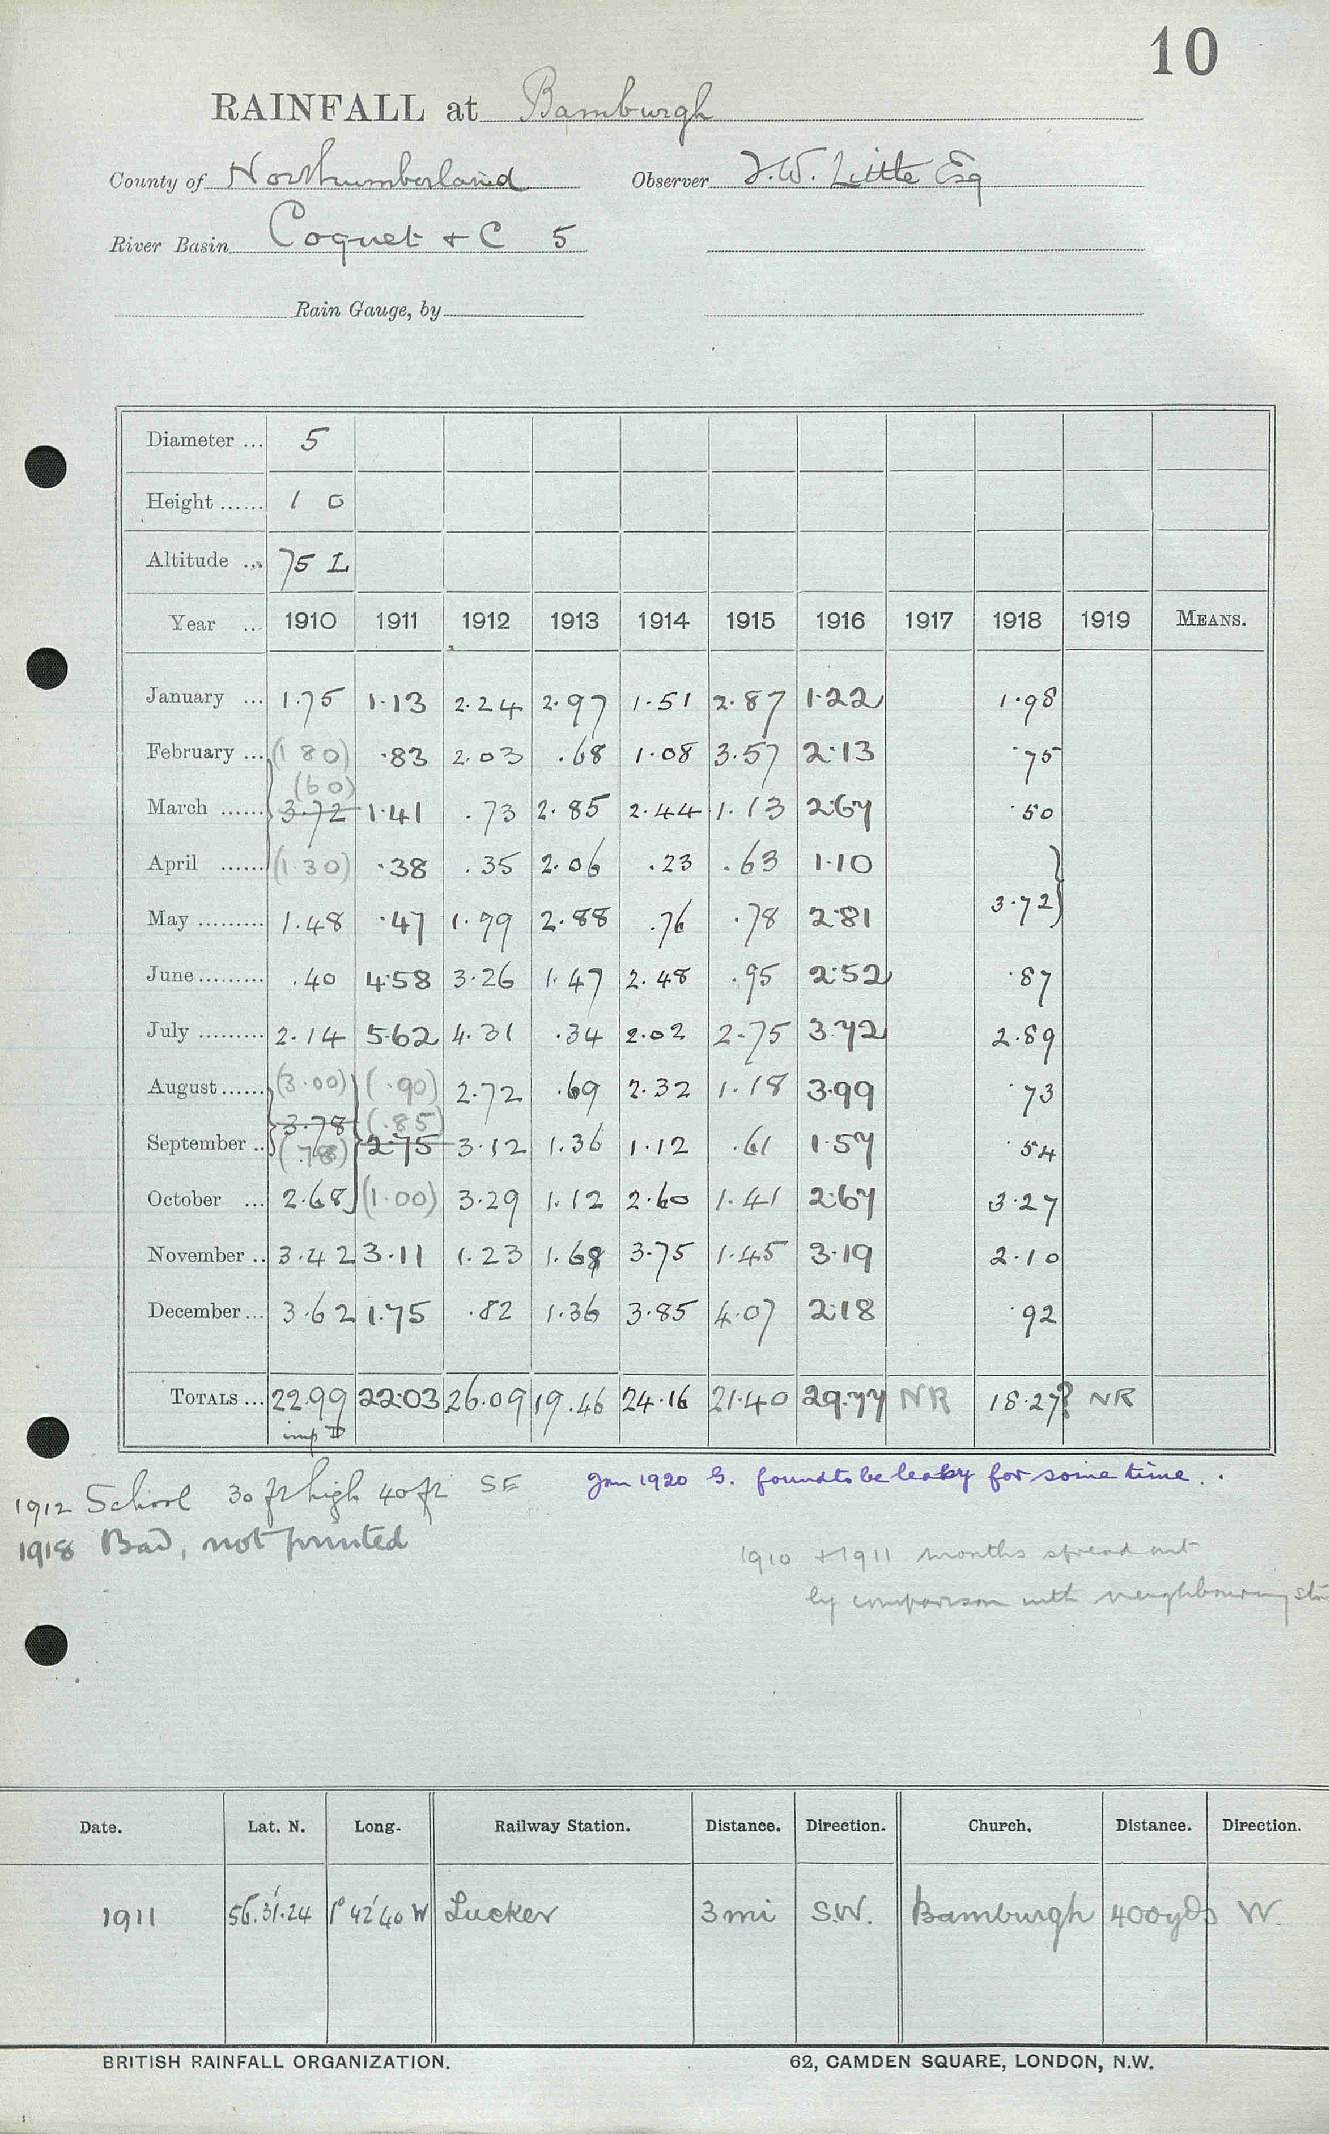 10
RAINFALL at Bamburgh
County of Northumberland Observer J.W. Little Esq
River Basin Coquet + C 5
Rain Gauge, by
Diameter ... 5
Height ...... 1 0
Altitude ... 75 L
Year ... 1910 1911 1912 1913 1914 1915 1916 1917 1918 1919 MEANS.
January ... 1.75 1.13 2.24 2.97 1.51 2.87 1.22 1.98
February ... (1 80) .83 2.03 .68 1.08 3.57 2.13 .75
(60)
March ...... 3.72 1.41 .73 2.85 2.44 1.13 2.67 .50
April ...... (1.30) .38 .35 2.06 .23 .63 1.10
May ......... 1.48 .47 1.79 2.88 .76 .78 2.81 3.72
June ......... .40 4.58 3.26 1.47 2.48 .95 2.52 .87
July ......... 2.14 5.62 4.31 .34 2.02 2.75 3.72 2.89
August ...... (3.00) (.90) 2.72 .69 2.32 1.18 3.99 .73
3.78 (.85)
September .. (.78) 2.75 3.12 1.36 1.12 .61 1.57 .54
October ... 2.68 (1.00) 3.29 1.12 2.60 1.41 2.67 3.27
November .. 3.42 3.11 1.23 1.68 3.75 1.45 3.19 2.10
December ... 3.62 1.75 .82 1.36 3.85 4.07 2.18 .92
TOTALS ... 22.99 22.03 26.09 19.46 24.16 21.40 29.77 NR 18.27? NR
imp D
1912 School 30 ft high 40 ft SE
Jan 1920 G. found to be leaky for some time.
1918 Bad, not printed
1910 + 1911 months spread out
by comparison with neighbouring
Date. Lat. N. Long. Railway Station. Distance. Direction. Church. Distance. Direction.
1911 56.31'.24 1° 42' 40 W Lucker 3 mi S.W. Bamburgh 400 yds W.
BRITISH RAINFALL ORGANIZATION. 62, CAMDEN SQUARE, LONDON, N.W.